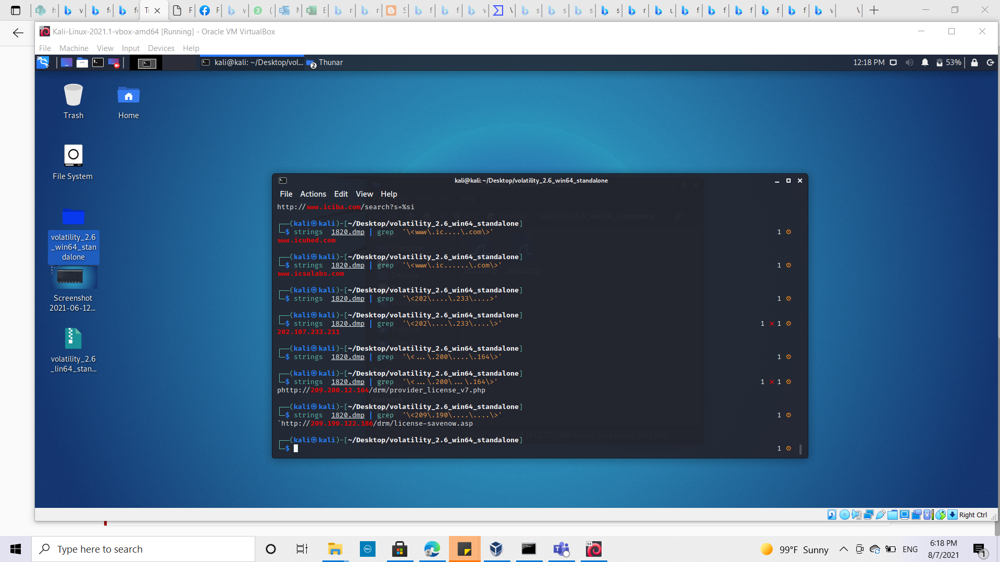 Kali-Linux-2021.1-vbox-amd64 [Running] - Oracle VM VirtualBox
File Machine View Input Devices Help
kali@kali: ~/Desktop/vol... 2 Thunar 12:18 PM 53%
Trash Home
File System
volatility_2.6
_win64_stan
dalone
Screenshot
2021-06-12...
volatility_2.6
_lin64_stan...
kali@kali: ~/Desktop/volatility_2.6_win64_standalone
File Actions Edit View Help
http://www.iciba.com/search?s=%si
┌──(kali㉿kali)-[~/Desktop/volatility_2.6_win64_standalone]
└─$ strings 1820.dmp | grep '\<www\.ic....\.com\>' 1 ⚙
www.icubed.com
┌──(kali㉿kali)-[~/Desktop/volatility_2.6_win64_standalone]
└─$ strings 1820.dmp | grep '\<www\.ic......\.com\>' 1 ⚙
www.icsalabs.com
┌──(kali㉿kali)-[~/Desktop/volatility_2.6_win64_standalone]
└─$ strings 1820.dmp | grep '\<202\....\.233\....>' 1 ⚙
┌──(kali㉿kali)-[~/Desktop/volatility_2.6_win64_standalone]
└─$ strings 1820.dmp | grep '\<202\....\.233\....\>' 1 ⨯ 1 ⚙
202.107.233.211
┌──(kali㉿kali)-[~/Desktop/volatility_2.6_win64_standalone]
└─$ strings 1820.dmp | grep '\<...\.200\....\.164\>' 1 ⚙
┌──(kali㉿kali)-[~/Desktop/volatility_2.6_win64_standalone]
└─$ strings 1820.dmp | grep '\<...\.200\...\.164\>' 1 ⨯ 1 ⚙
phttp://209.200.12.164/drm/provider_license_v7.php
┌──(kali㉿kali)-[~/Desktop/volatility_2.6_win64_standalone]
└─$ strings 1820.dmp | grep '\<209\.190\....\....\>' 1 ⚙
`http://209.190.122.186/drm/license-savenow.asp
┌──(kali㉿kali)-[~/Desktop/volatility_2.6_win64_standalone]
└─$ 1 ⚙
Right Ctrl
Type here to search
99°F Sunny
ENG
6:18 PM
8/7/2021
1